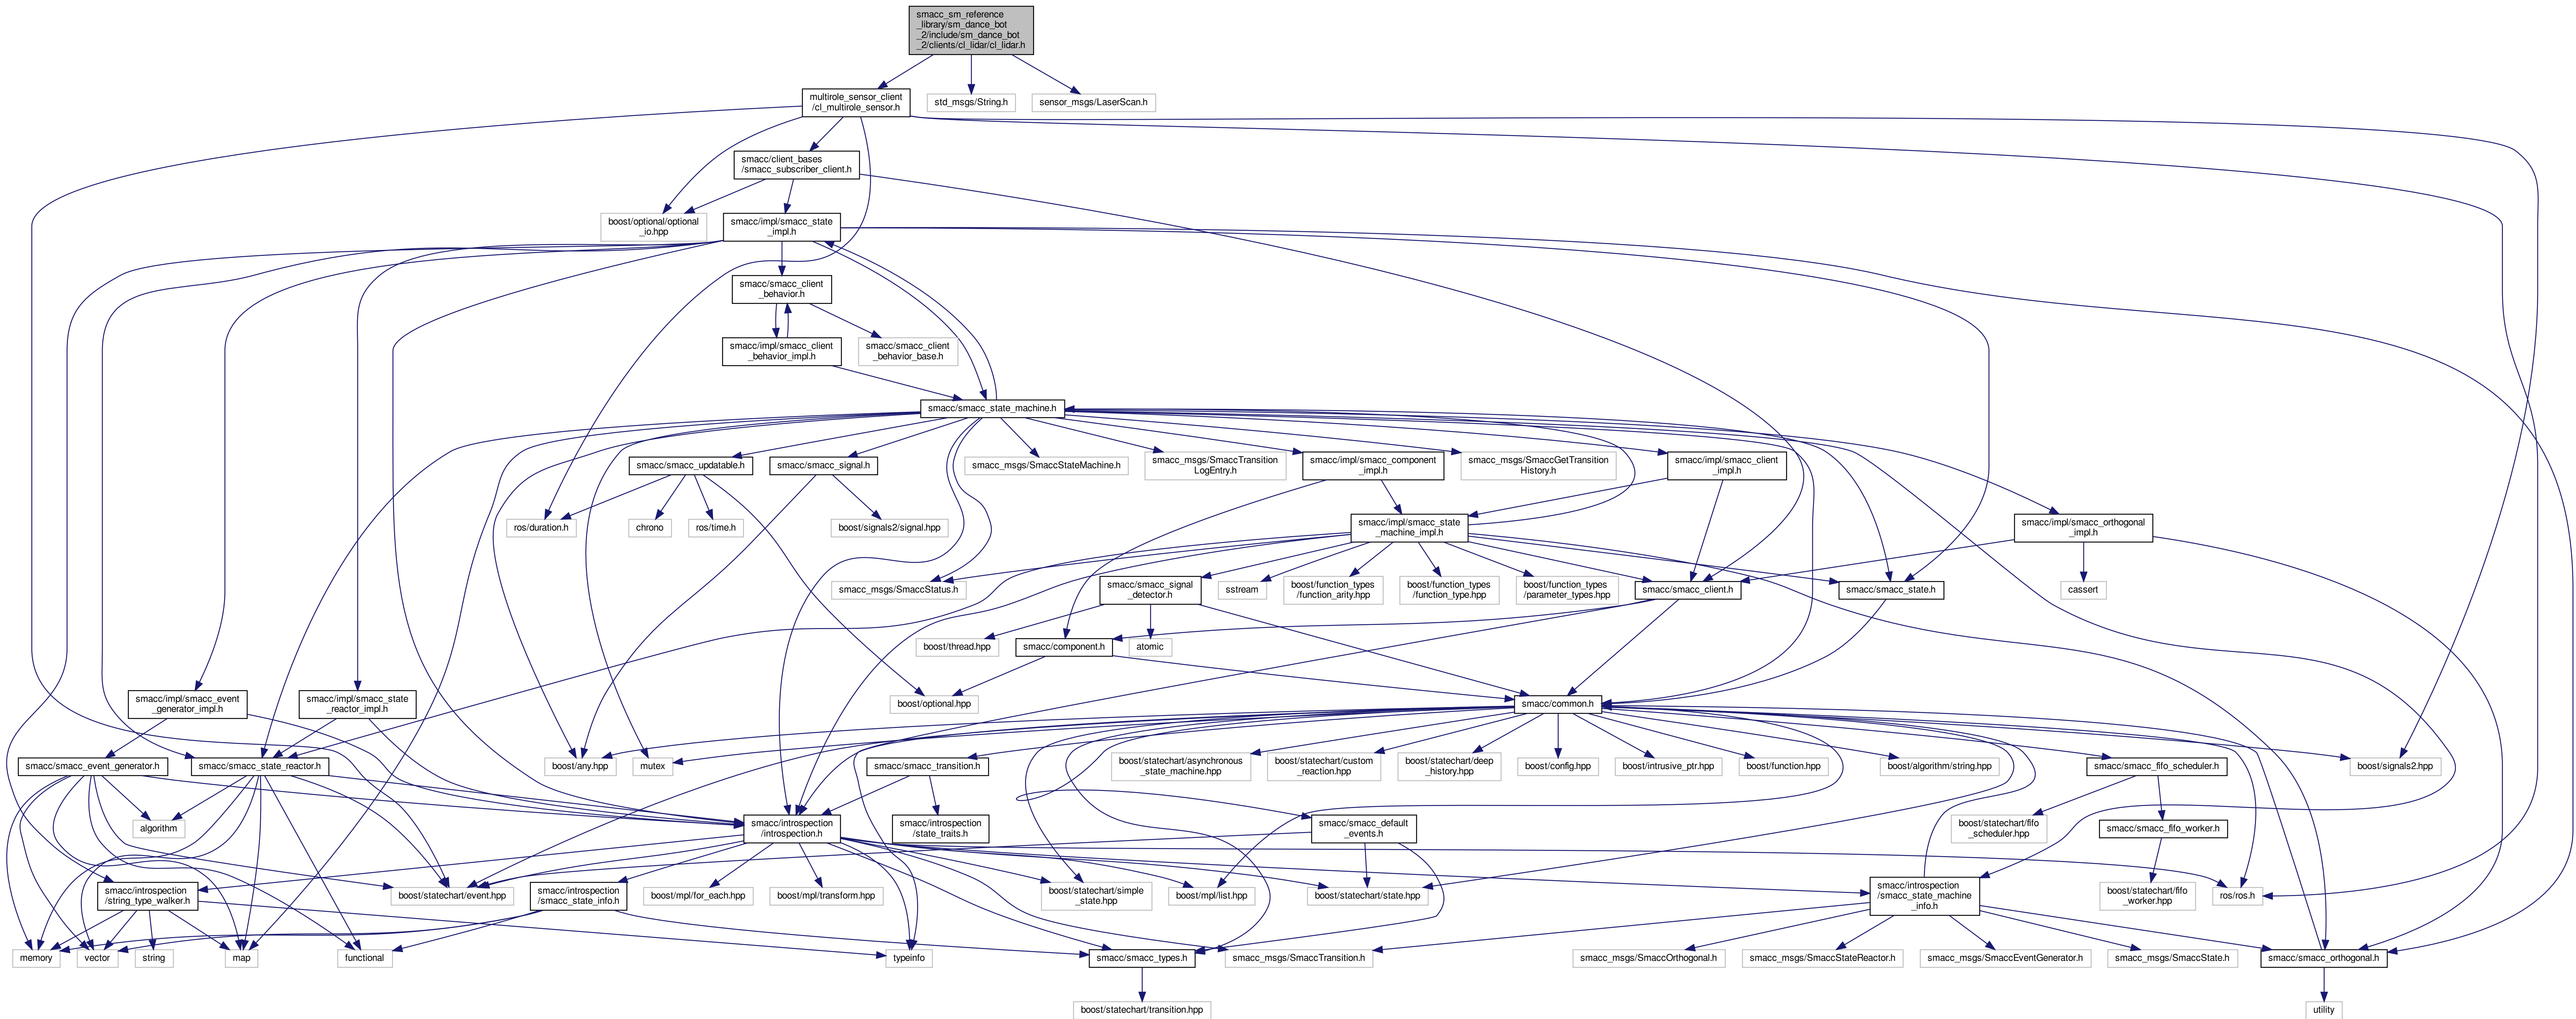 smacc_sm_reference
_library/sm_dance_bot
_2/include/sm_dance_bot
_2/clients/cl_lidar/cl_lidar.h
multirole_sensor_client
/cl_multirole_sensor.h
std_msgs/String.h
sensor_msgs/LaserScan.h
smacc/client_bases
/smacc_subscriber_client.h
boost/optional/optional
_io.hpp
smacc/impl/smacc_state
_impl.h
smacc/smacc_client
_behavior.h
smacc/impl/smacc_client
_behavior_impl.h
smacc/smacc_client
_behavior_base.h
smacc/smacc_state_machine.h
smacc/smacc_updatable.h
smacc/smacc_signal.h
smacc_msgs/SmaccStateMachine.h
smacc_msgs/SmaccTransition
LogEntry.h
smacc/impl/smacc_component
_impl.h
smacc_msgs/SmaccGetTransition
History.h
smacc/impl/smacc_client
_impl.h
ros/duration.h
chrono
ros/time.h
boost/signals2/signal.hpp
smacc/impl/smacc_state
_machine_impl.h
smacc/impl/smacc_orthogonal
_impl.h
smacc_msgs/SmaccStatus.h
smacc/smacc_signal
_detector.h
sstream
boost/function_types
/function_arity.hpp
boost/function_types
/function_type.hpp
boost/function_types
/parameter_types.hpp
smacc/smacc_client.h
smacc/smacc_state.h
cassert
boost/thread.hpp
smacc/component.h
atomic
smacc/impl/smacc_event
_generator_impl.h
smacc/impl/smacc_state
_reactor_impl.h
boost/optional.hpp
smacc/common.h
smacc/smacc_event_generator.h
smacc/smacc_state_reactor.h
boost/any.hpp
mutex
smacc/smacc_transition.h
boost/statechart/asynchronous
_state_machine.hpp
boost/statechart/custom
_reaction.hpp
boost/statechart/deep
_history.hpp
boost/config.hpp
boost/intrusive_ptr.hpp
boost/function.hpp
boost/algorithm/string.hpp
smacc/smacc_fifo_scheduler.h
boost/signals2.hpp
algorithm
smacc/introspection
/introspection.h
smacc/introspection
/state_traits.h
smacc/smacc_default
_events.h
boost/statechart/fifo
_scheduler.hpp
smacc/smacc_fifo_worker.h
smacc/introspection
/string_type_walker.h
boost/statechart/event.hpp
smacc/introspection
/smacc_state_info.h
boost/mpl/for_each.hpp
boost/mpl/transform.hpp
boost/statechart/simple
_state.hpp
boost/mpl/list.hpp
boost/statechart/state.hpp
smacc/introspection
/smacc_state_machine
_info.h
boost/statechart/fifo
_worker.hpp
ros/ros.h
memory
vector
string
map
functional
typeinfo
smacc/smacc_types.h
smacc_msgs/SmaccTransition.h
smacc_msgs/SmaccOrthogonal.h
smacc_msgs/SmaccStateReactor.h
smacc_msgs/SmaccEventGenerator.h
smacc_msgs/SmaccState.h
smacc/smacc_orthogonal.h
boost/statechart/transition.hpp
utility